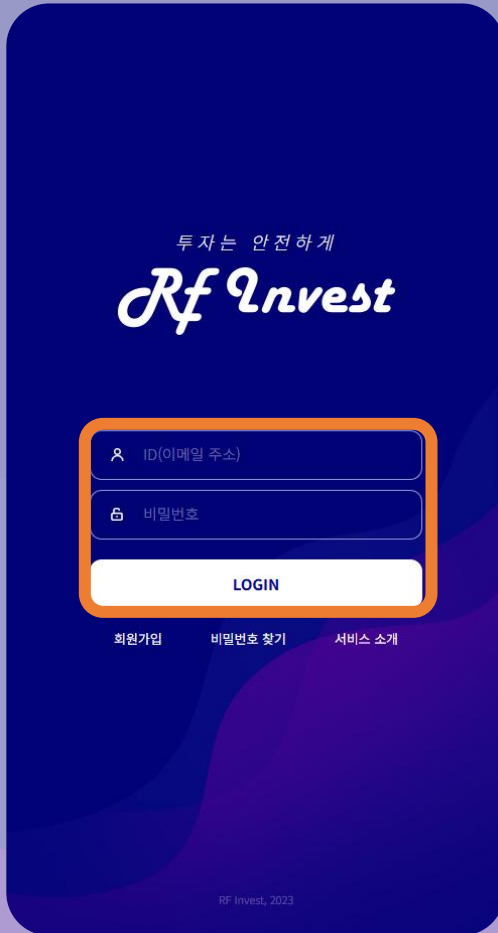 투자는 안전하게
Rf Invest
ID(이메일 주소)
비밀번호
LOGIN
회원가입 비밀번호 찾기 서비스 소개
RF Invest, 2023